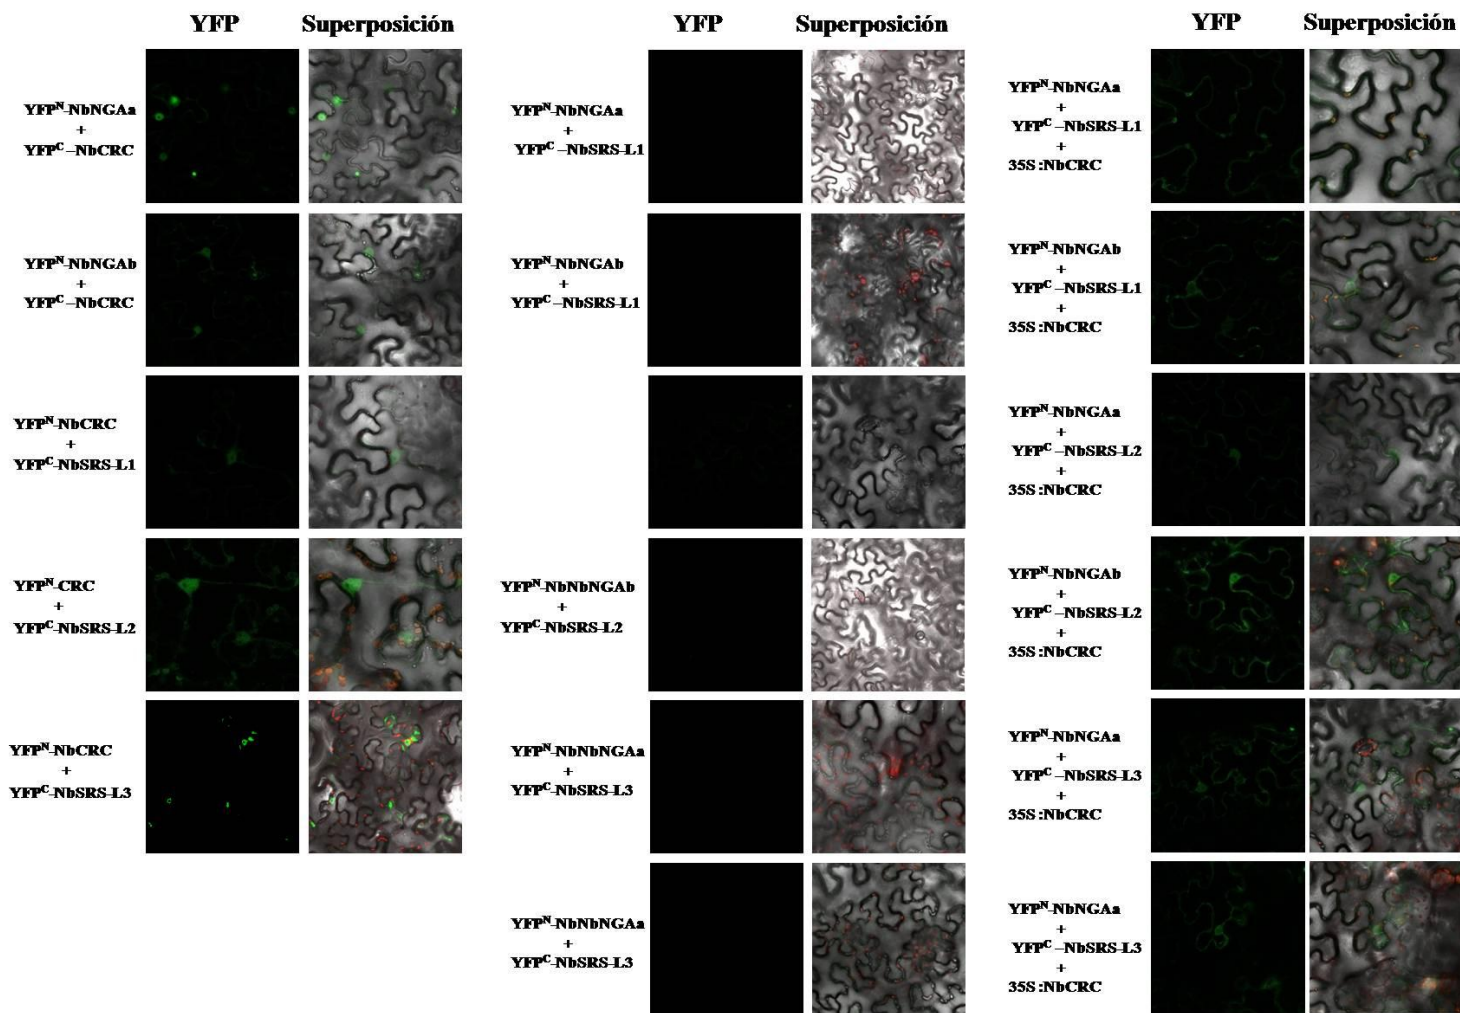 YFP Superposición
YFPᴺ-NbNGAa
+
YFPᶜ –NbCRC
YFPᴺ-NbNGAb
+
YFPᶜ –NbCRC
YFPᴺ-NbCRC
+
YFPᶜ-NbSRS-L1
YFPᴺ-CRC
+
YFPᶜ-NbSRS-L2
YFPᴺ-NbCRC
+
YFPᶜ-NbSRS-L3
YFP Superposición
YFPᴺ-NbNGAa
+
YFPᶜ –NbSRS-L1
YFPᴺ-NbNGAb
+
YFPᶜ –NbSRS-L1
YFPᴺ-NbNbNGAb
+
YFPᶜ-NbSRS-L2
YFPᴺ-NbNbNGAa
+
YFPᶜ-NbSRS-L3
YFPᴺ-NbNbNGAa
+
YFPᶜ-NbSRS-L3
YFP Superposición
YFPᴺ-NbNGAa
+
YFPᶜ –NbSRS-L1
+
35S:NbCRC
YFPᴺ-NbNGAb
+
YFPᶜ –NbSRS-L1
+
35S:NbCRC
YFPᴺ-NbNGAa
+
YFPᶜ –NbSRS-L2
+
35S:NbCRC
YFPᴺ-NbNGAb
+
YFPᶜ –NbSRS-L2
+
35S:NbCRC
YFPᴺ-NbNGAa
+
YFPᶜ –NbSRS-L3
+
35S:NbCRC
YFPᴺ-NbNGAa
+
YFPᶜ –NbSRS-L3
+
35S:NbCRC